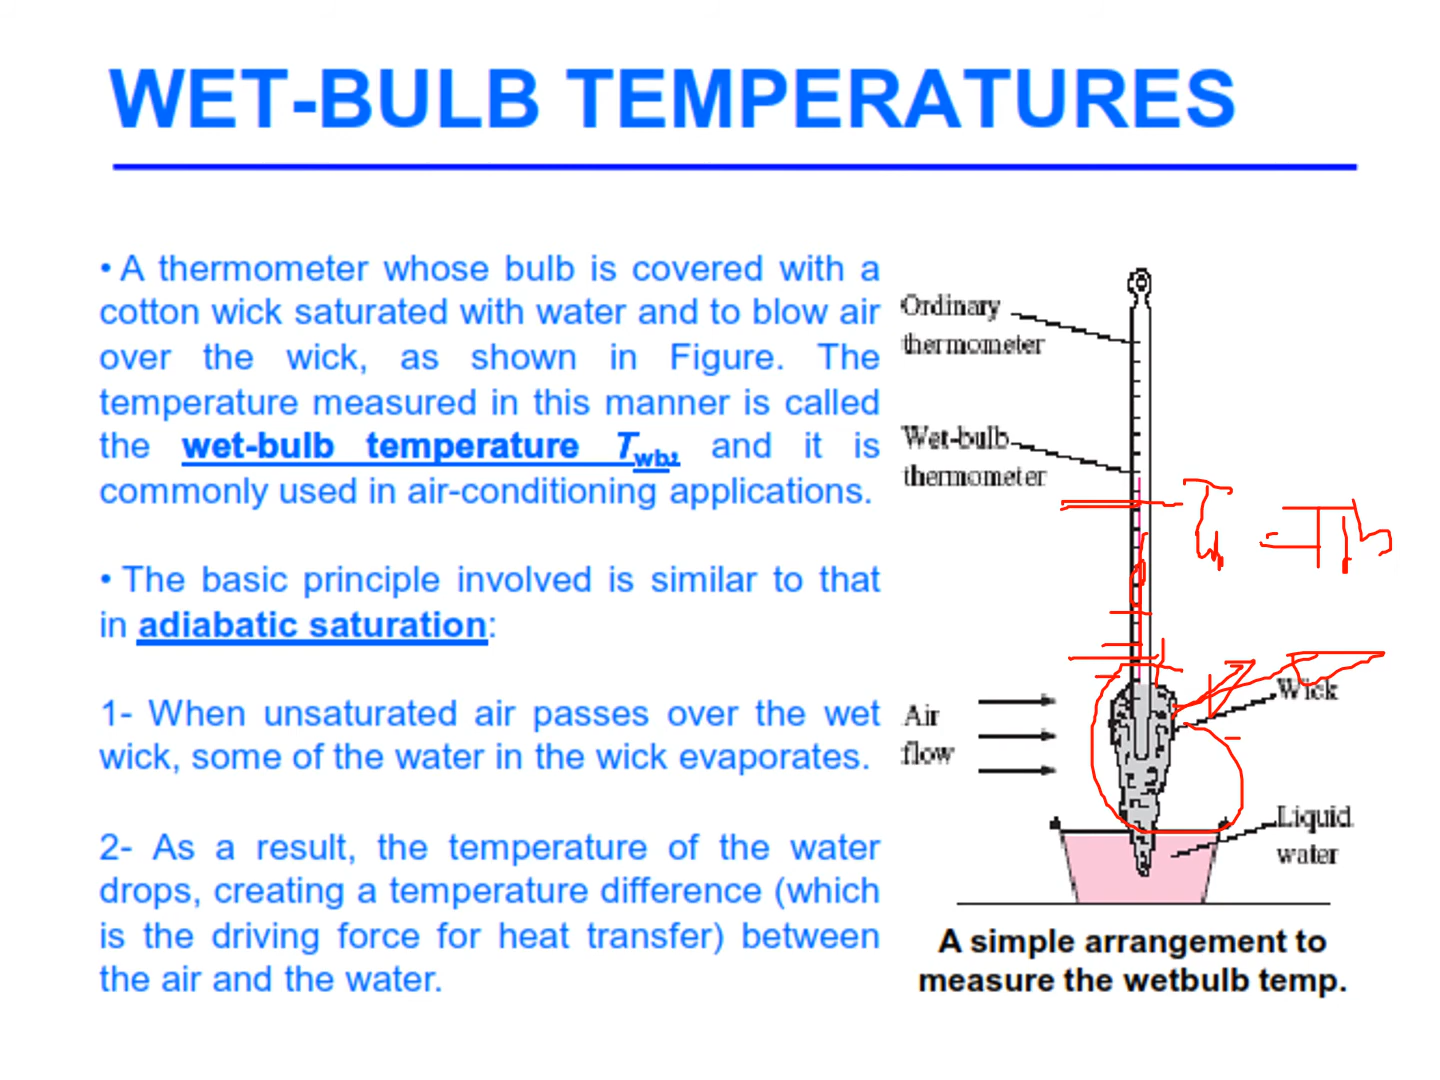 WET-BULB TEMPERATURES
• A thermometer whose bulb is covered with a
cotton wick saturated with water and to blow air
over the wick, as shown in Figure. The
temperature measured in this manner is called
the wet-bulb temperature Twb, and it is
commonly used in air-conditioning applications.
• The basic principle involved is similar to that
in adiabatic saturation:
1- When unsaturated air passes over the wet
wick, some of the water in the wick evaporates.
2- As a result, the temperature of the water
drops, creating a temperature difference (which
is the driving force for heat transfer) between
the air and the water.
Ordinary
thermometer
Wet-bulb
thermometer
Air
flow
Wick
Liquid
water
A simple arrangement to
measure the wetbulb temp.